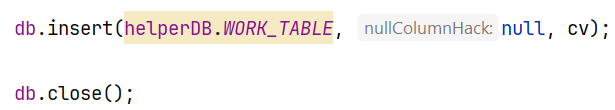 db.insert(helperDB.WORK_TABLE, nullColumnHack: null, cv);
db.close();